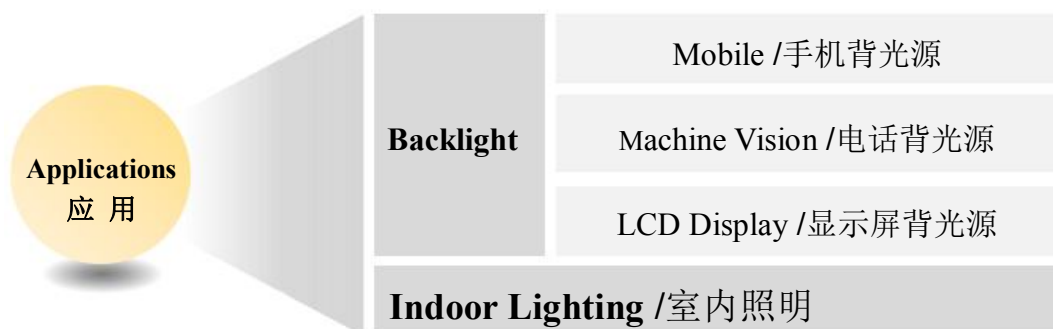 Applications
应 用
Backlight
Mobile /手机背光源
Machine Vision /电话背光源
LCD Display /显示屏背光源
Indoor Lighting /室内照明